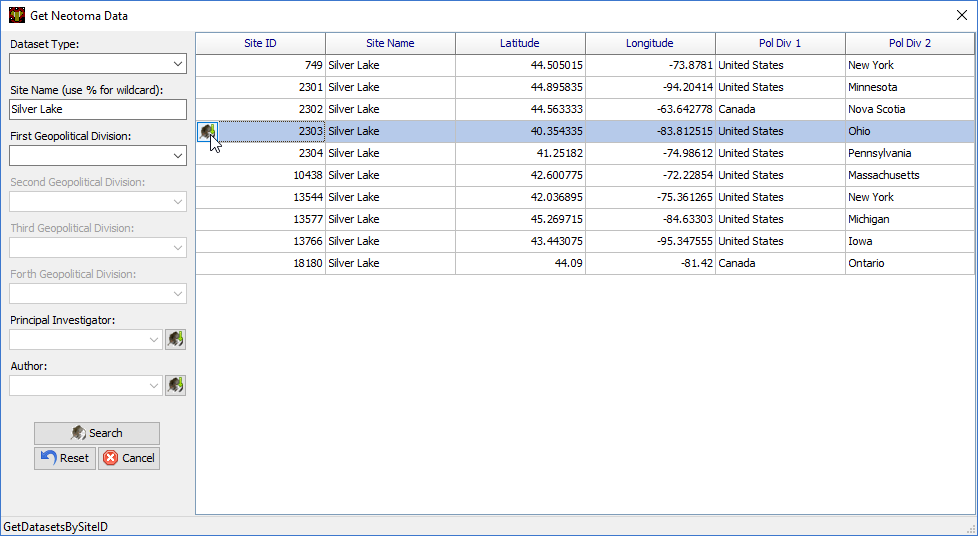 Get Neotoma Data
Dataset Type:
Site Name (use % for wildcard):
Silver Lake
First Geopolitical Division:
Second Geopolitical Division:
Third Geopolitical Division:
Forth Geopolitical Division:
Principal Investigator:
Author:
Search
Reset Cancel
Site ID Site Name Latitude Longitude Pol Div 1 Pol Div 2
749 Silver Lake 44.505015 -73.8781 United States New York
2301 Silver Lake 44.895835 -94.20414 United States Minnesota
2302 Silver Lake 44.563333 -63.642778 Canada Nova Scotia
2303 Silver Lake 40.354335 -83.812515 United States Ohio
2304 Silver Lake 41.25182 -74.98612 United States Pennsylvania
10438 Silver Lake 42.600775 -72.22854 United States Massachusetts
13544 Silver Lake 42.036895 -75.361265 United States New York
13577 Silver Lake 45.269715 -84.63303 United States Michigan
13766 Silver Lake 43.443075 -95.347555 United States Iowa
18180 Silver Lake 44.09 -81.42 Canada Ontario
GetDatasetsBySiteID